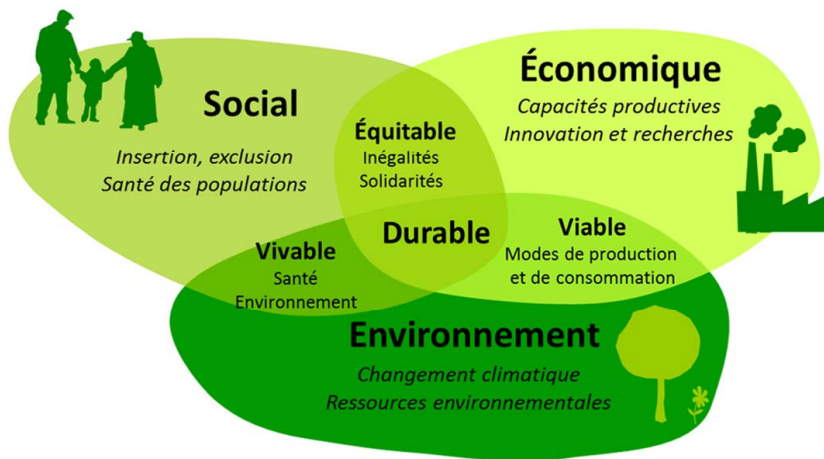 Social
Insertion, exclusion
Santé des populations
Économique
Capacités productives
Innovation et recherches
Équitable
Inégalités
Solidarités
Durable
Vivable
Santé
Environnement
Viable
Modes de production
et de consommation
Environnement
Changement climatique
Ressources environnementales